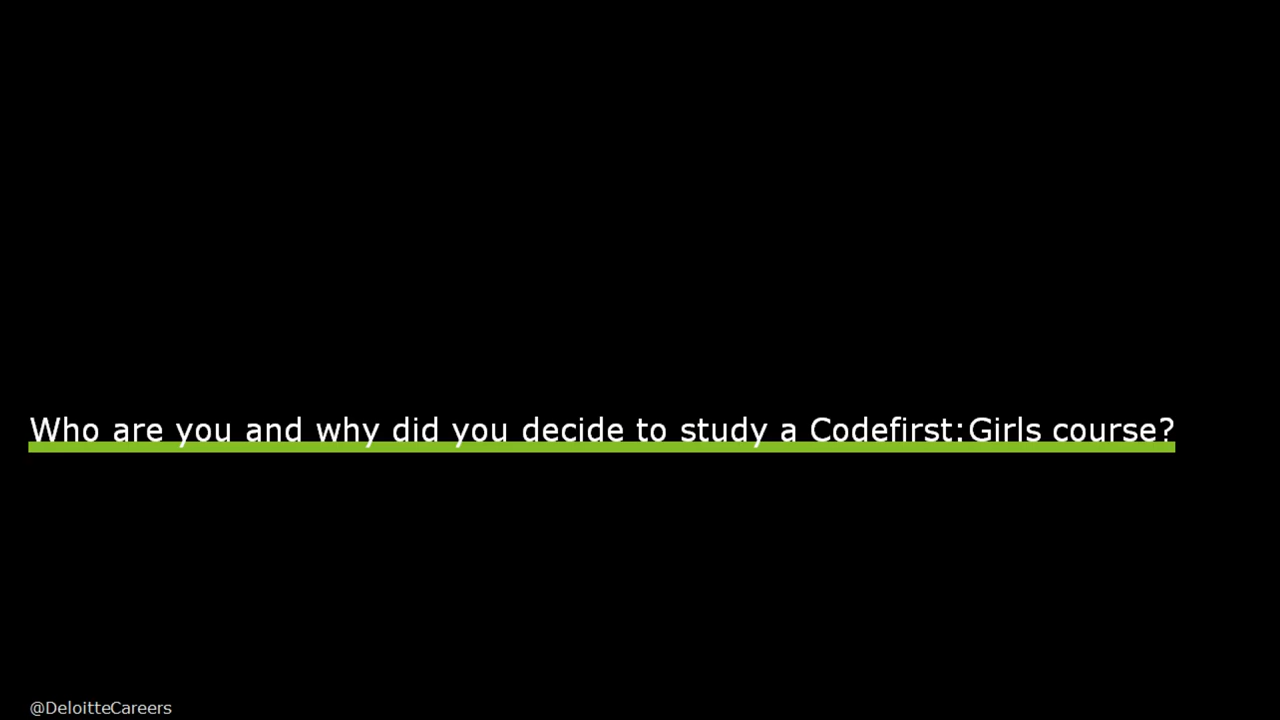 Who are you and why did you decide to study a Codefirst:Girls course?
@DeloitteCareers